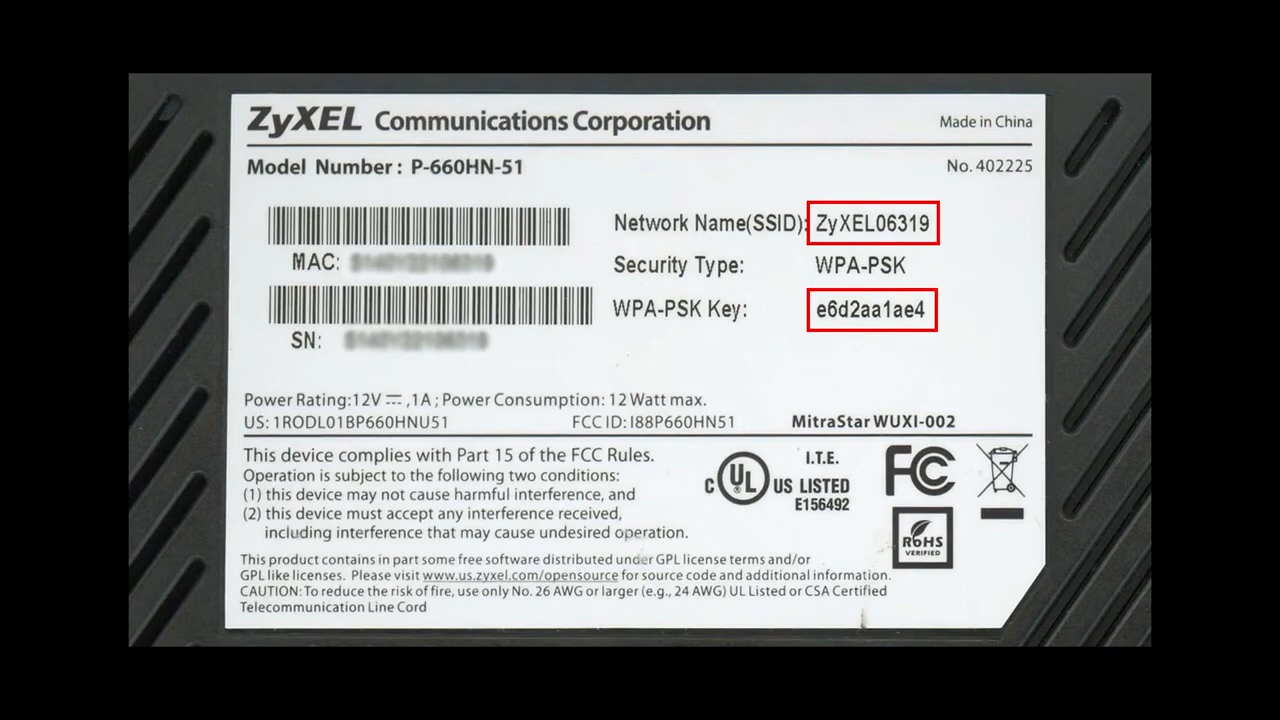 ZyXEL Communications Corporation
Made in China
Model Number : P-660HN-51
No. 402225
Network Name(SSID): ZyXEL06319
MAC:
Security Type: WPA-PSK
WPA-PSK Key: e6d2aa1ae4
SN:
Power Rating:12V ⎓ ,1A ; Power Consumption: 12 Watt max.
US: 1RODL01BP660HNU51
FCC ID: I88P660HN51
MitraStar WUXI-002
This device complies with Part 15 of the FCC Rules.
Operation is subject to the following two conditions:
(1) this device may not cause harmful interference, and
(2) this device must accept any interference received,
including interference that may cause undesired operation.
C UL US LISTED
I.T.E.
E156492
FC
RoHS
VERIFIED
This product contains in part some free software distributed under GPL license terms and/or
GPL like licenses. Please visit www.us.zyxel.com/opensource for source code and additional information.
CAUTION: To reduce the risk of fire, use only No. 26 AWG or larger (e.g., 24 AWG) UL Listed or CSA Certified
Telecommunication Line Cord